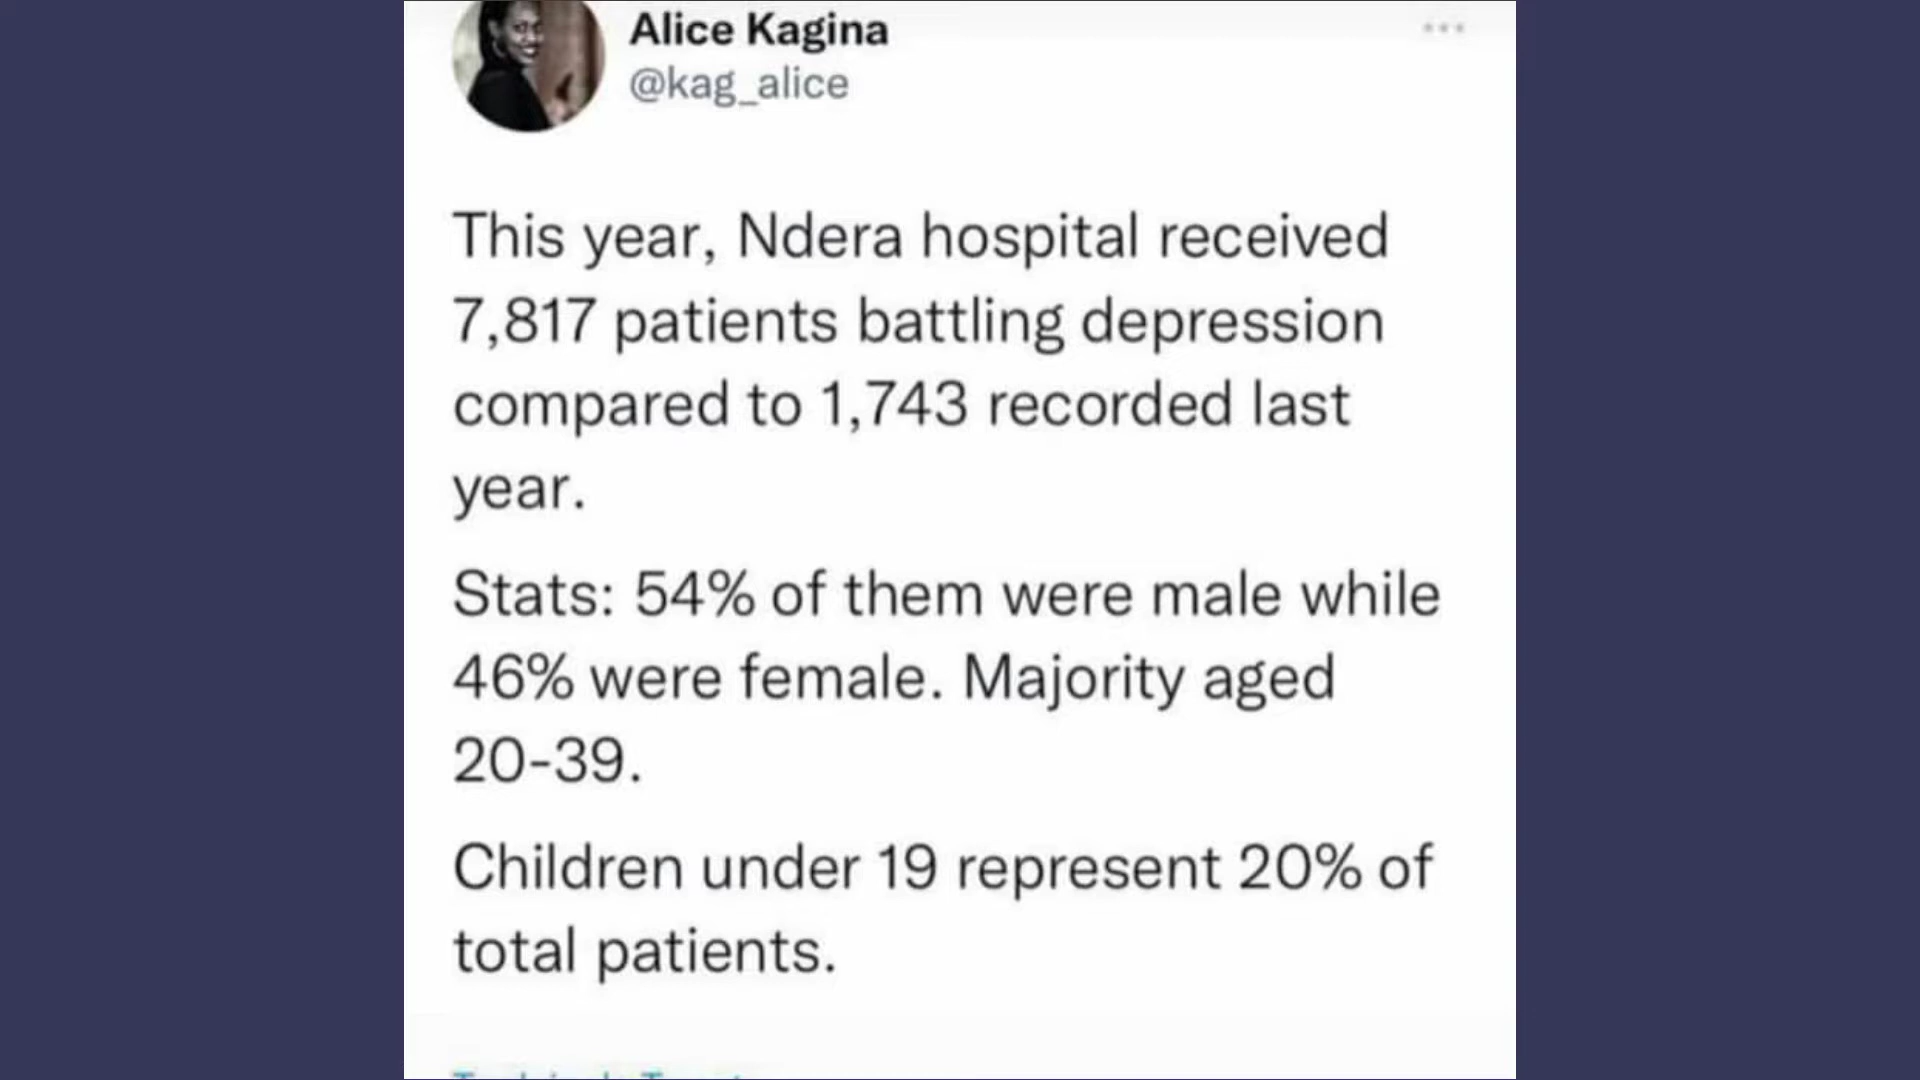 Alice Kagina
@kag_alice
This year, Ndera hospital received
7,817 patients battling depression
compared to 1,743 recorded last
year.
Stats: 54% of them were male while
46% were female. Majority aged
20-39.
Children under 19 represent 20% of
total patients.